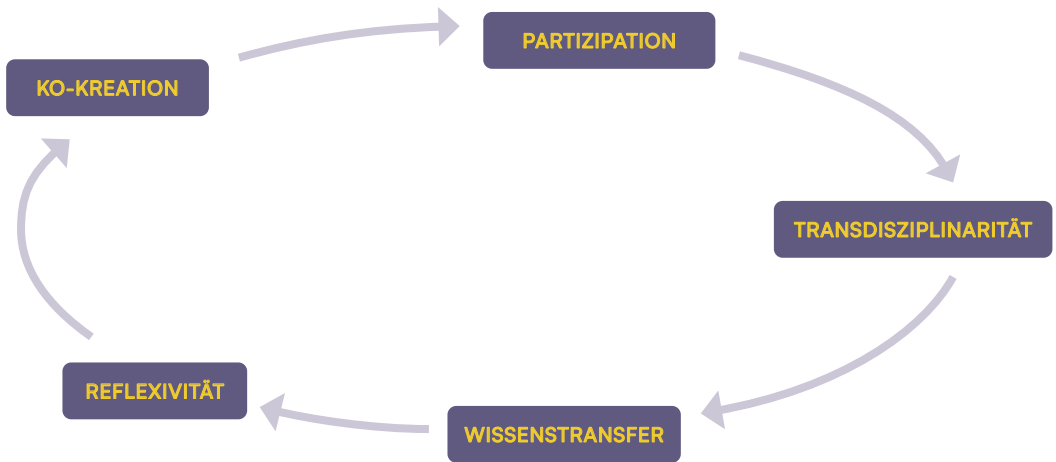 PARTIZIPATION
KO-KREATION
TRANSDISZIPLINARITÄT
REFLEXIVITÄT
WISSENSTRANSFER